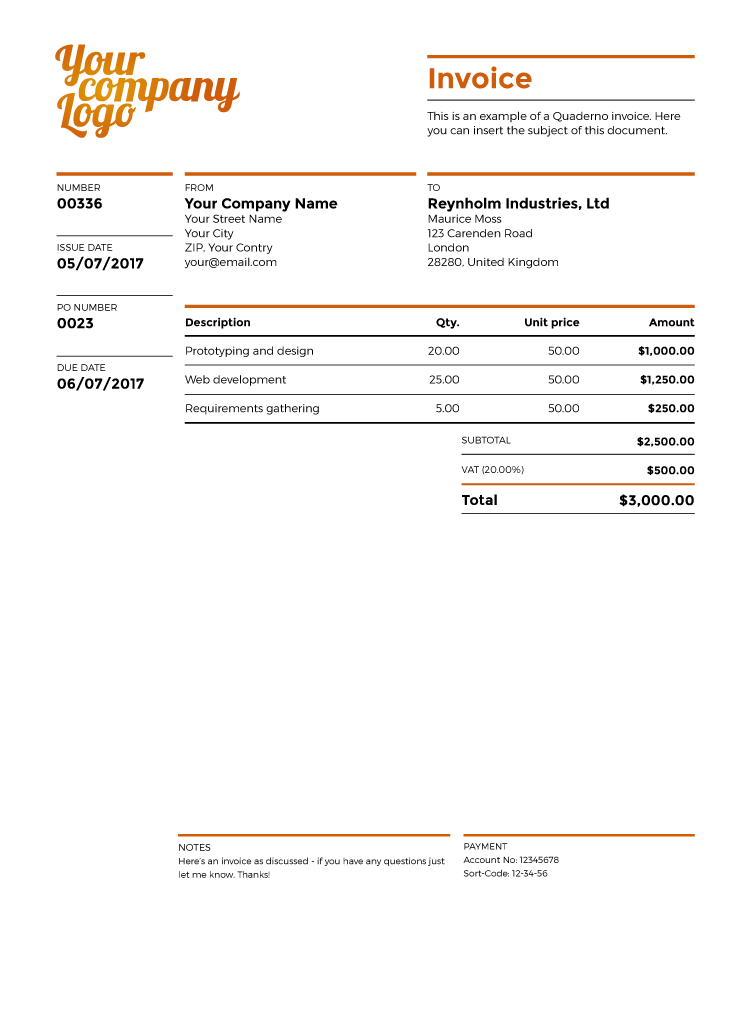 Your
company
Logo
Invoice
This is an example of a Quaderno invoice. Here
you can insert the subject of this document.
NUMBER
00336
ISSUE DATE
05/07/2017
PO NUMBER
0023
DUE DATE
06/07/2017
FROM
Your Company Name
Your Street Name
Your City
ZIP, Your Contry
your@email.com
TO
Reynholm Industries, Ltd
Maurice Moss
123 Carenden Road
London
28280, United Kingdom
Description Qty. Unit price Amount
Prototyping and design 20.00 50.00 $1,000.00
Web development 25.00 50.00 $1,250.00
Requirements gathering 5.00 50.00 $250.00
SUBTOTAL $2,500.00
VAT (20.00%) $500.00
Total $3,000.00
NOTES
Here's an invoice as discussed - if you have any questions just
let me know. Thanks!
PAYMENT
Account No: 12345678
Sort-Code: 12-34-56